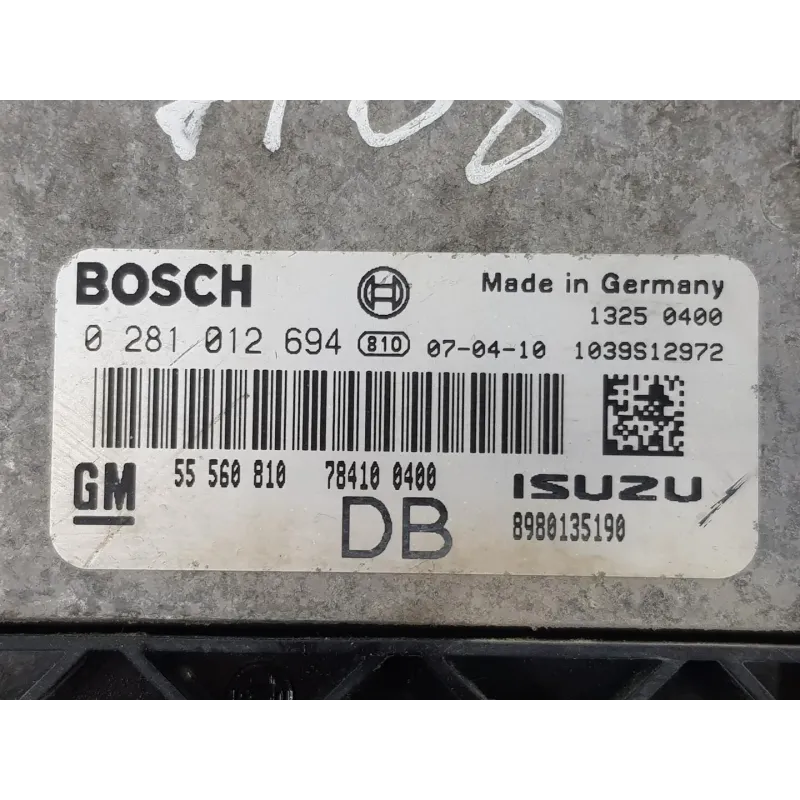 BOSCH
Made in Germany
1325 0400
0 281 012 694 810 07-04-10 1039S12972
GM 55 560 810 78410 0400 ISUZU
DB 8980135190